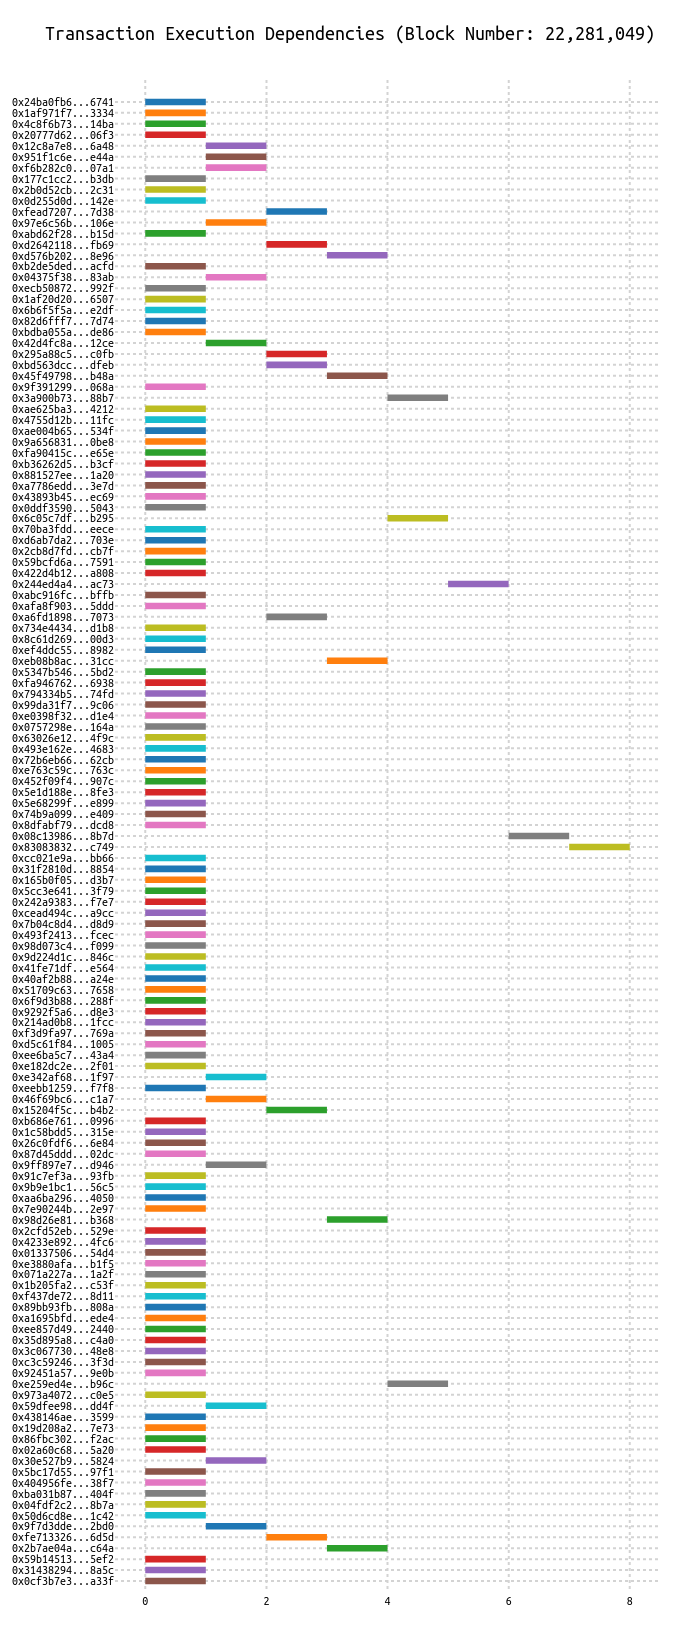 Transaction Execution Dependencies (Block Number: 22,281,049)
0x24ba0fb6...6741
0x1af971f7...3334
0x4c8f6b73...14ba
0x20777d62...06f3
0x12c8a7e8...6a48
0x951f1c6e...e44a
0xf6b282c0...07a1
0x177c1cc2...b3db
0x2b0d52cb...2c31
0x0d255d0d...142e
0xfead7207...7d38
0x97e6c56b...106e
0xabd62f28...b15d
0xd2642118...fb69
0xd576b202...8e96
0xb2de5ded...acfd
0x04375f38...83ab
0xecb50872...992f
0x1af20d20...6507
0x6b6f5f5a...e2df
0x82d6fff7...7d74
0xbdba055a...de86
0x42d4fc8a...12ce
0x295a88c5...c0fb
0xbd563dcc...dfeb
0x45f49798...b48a
0x9f391299...068a
0x3a900b73...88b7
0xae625ba3...4212
0x4755d12b...11fc
0xae004b65...534f
0x9a656831...0be8
0xfa90415c...e65e
0xb36262d5...b3cf
0x881527ee...1a20
0xa7786edd...3e7d
0x43893b45...ec69
0x0ddf3590...5043
0x6c05c7df...b295
0x70ba3fdd...eece
0xd6ab7da2...703e
0x2cb8d7fd...cb7f
0x59bcfd6a...7591
0x422d4b12...a808
0x244ed4a4...ac73
0xabc916fc...bffb
0xafa8f903...5ddd
0xa6fd1898...7073
0x734e4434...d1b8
0x8c61d269...00d3
0xef4ddc55...8982
0xeb08b8ac...31cc
0x5347b546...5bd2
0xfa946762...6938
0x794334b5...74fd
0x99da31f7...9c06
0xe0398f32...d1e4
0x0757298e...164a
0x63026e12...4f9c
0x493e162e...4683
0x72b6eb66...62cb
0xe763c59c...763c
0x452f09f4...907c
0x5e1d188e...8fe3
0x5e68299f...e899
0x74b9a099...e409
0x8dfabf79...dcd8
0x08c13986...8b7d
0x83083832...c749
0xcc021e9a...bb66
0x31f2810d...8854
0x165b0f05...d3b7
0x5cc3e641...3f79
0x242a9383...f7e7
0xcead494c...a9cc
0x7b04c8d4...d8d9
0x493f2413...fcec
0x98d073c4...f099
0x9d224d1c...846c
0x41fe71df...e564
0x40af2b88...a24e
0x51709c63...7658
0x6f9d3b88...288f
0x9292f5a6...d8e3
0x214ad0b8...1fcc
0xf3d9fa97...769a
0xd5c61f84...1005
0xee6ba5c7...43a4
0xe182dc2e...2f01
0xe342af68...1f97
0xeebb1259...f7f8
0x46f69bc6...c1a7
0x15204f5c...b4b2
0xb686e761...0996
0x1c58bdd5...315e
0x26c0fdf6...6e84
0x87d45ddd...02dc
0x9ff897e7...d946
0x91c7ef3a...93fb
0x9b9e1bc1...56c5
0xaa6ba296...4050
0x7e90244b...2e97
0x98d26e81...b368
0x2cfd52eb...529e
0x4233e892...4fc6
0x01337506...54d4
0xe3880afa...b1f5
0x071a227a...1a2f
0x1b205fa2...c53f
0xf437de72...8d11
0x89bb93fb...808a
0xa1695bfd...ede4
0xee857d49...2440
0x35d895a8...c4a0
0x3c067730...48e8
0xc3c59246...3f3d
0x92451a57...9e0b
0xe259ed4e...b96c
0x973a4072...c0e5
0x59dfee98...dd4f
0x438146ae...3599
0x19d208a2...7e73
0x86fbc302...f2ac
0x02a60c68...5a20
0x30e527b9...5824
0x5bc17d55...97f1
0x404956fe...38f7
0xba031b87...404f
0x04fdf2c2...8b7a
0x50d6cd8e...1c42
0x9f7d3dde...2bd0
0xfe713326...6d5d
0x2b7ae04a...c64a
0x59b14513...5ef2
0x31438294...8a5c
0x0cf3b7e3...a33f
0 2 4 6 8